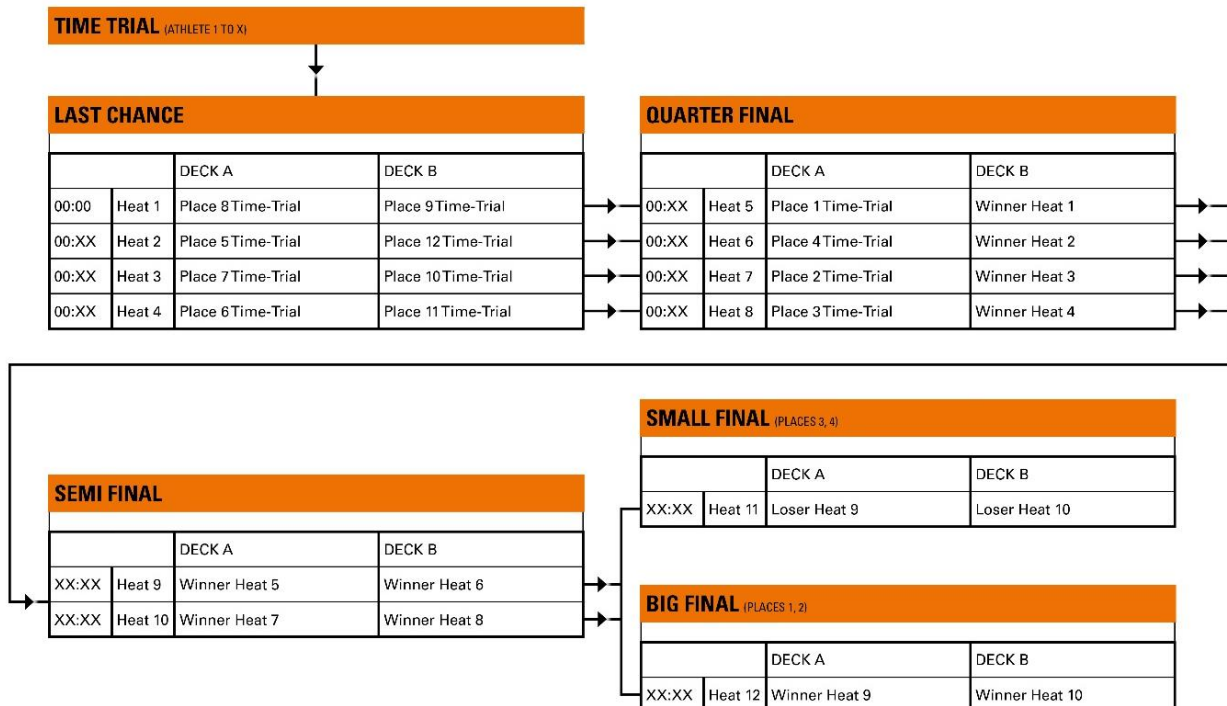 TIME TRIAL (ATHLETE 1 TO X)
LAST CHANCE
DECK A DECK B
00:00 Heat 1 Place 8 Time-Trial Place 9 Time-Trial
00:XX Heat 2 Place 5 Time-Trial Place 12 Time-Trial
00:XX Heat 3 Place 7 Time-Trial Place 10 Time-Trial
00:XX Heat 4 Place 6 Time-Trial Place 11 Time-Trial
QUARTER FINAL
DECK A DECK B
00:XX Heat 5 Place 1 Time-Trial Winner Heat 1
00:XX Heat 6 Place 4 Time-Trial Winner Heat 2
00:XX Heat 7 Place 2 Time-Trial Winner Heat 3
00:XX Heat 8 Place 3 Time-Trial Winner Heat 4
SEMI FINAL
DECK A DECK B
XX:XX Heat 9 Winner Heat 5 Winner Heat 6
XX:XX Heat 10 Winner Heat 7 Winner Heat 8
SMALL FINAL (PLACES 3, 4)
DECK A DECK B
XX:XX Heat 11 Loser Heat 9 Loser Heat 10
BIG FINAL (PLACES 1, 2)
DECK A DECK B
XX:XX Heat 12 Winner Heat 9 Winner Heat 10